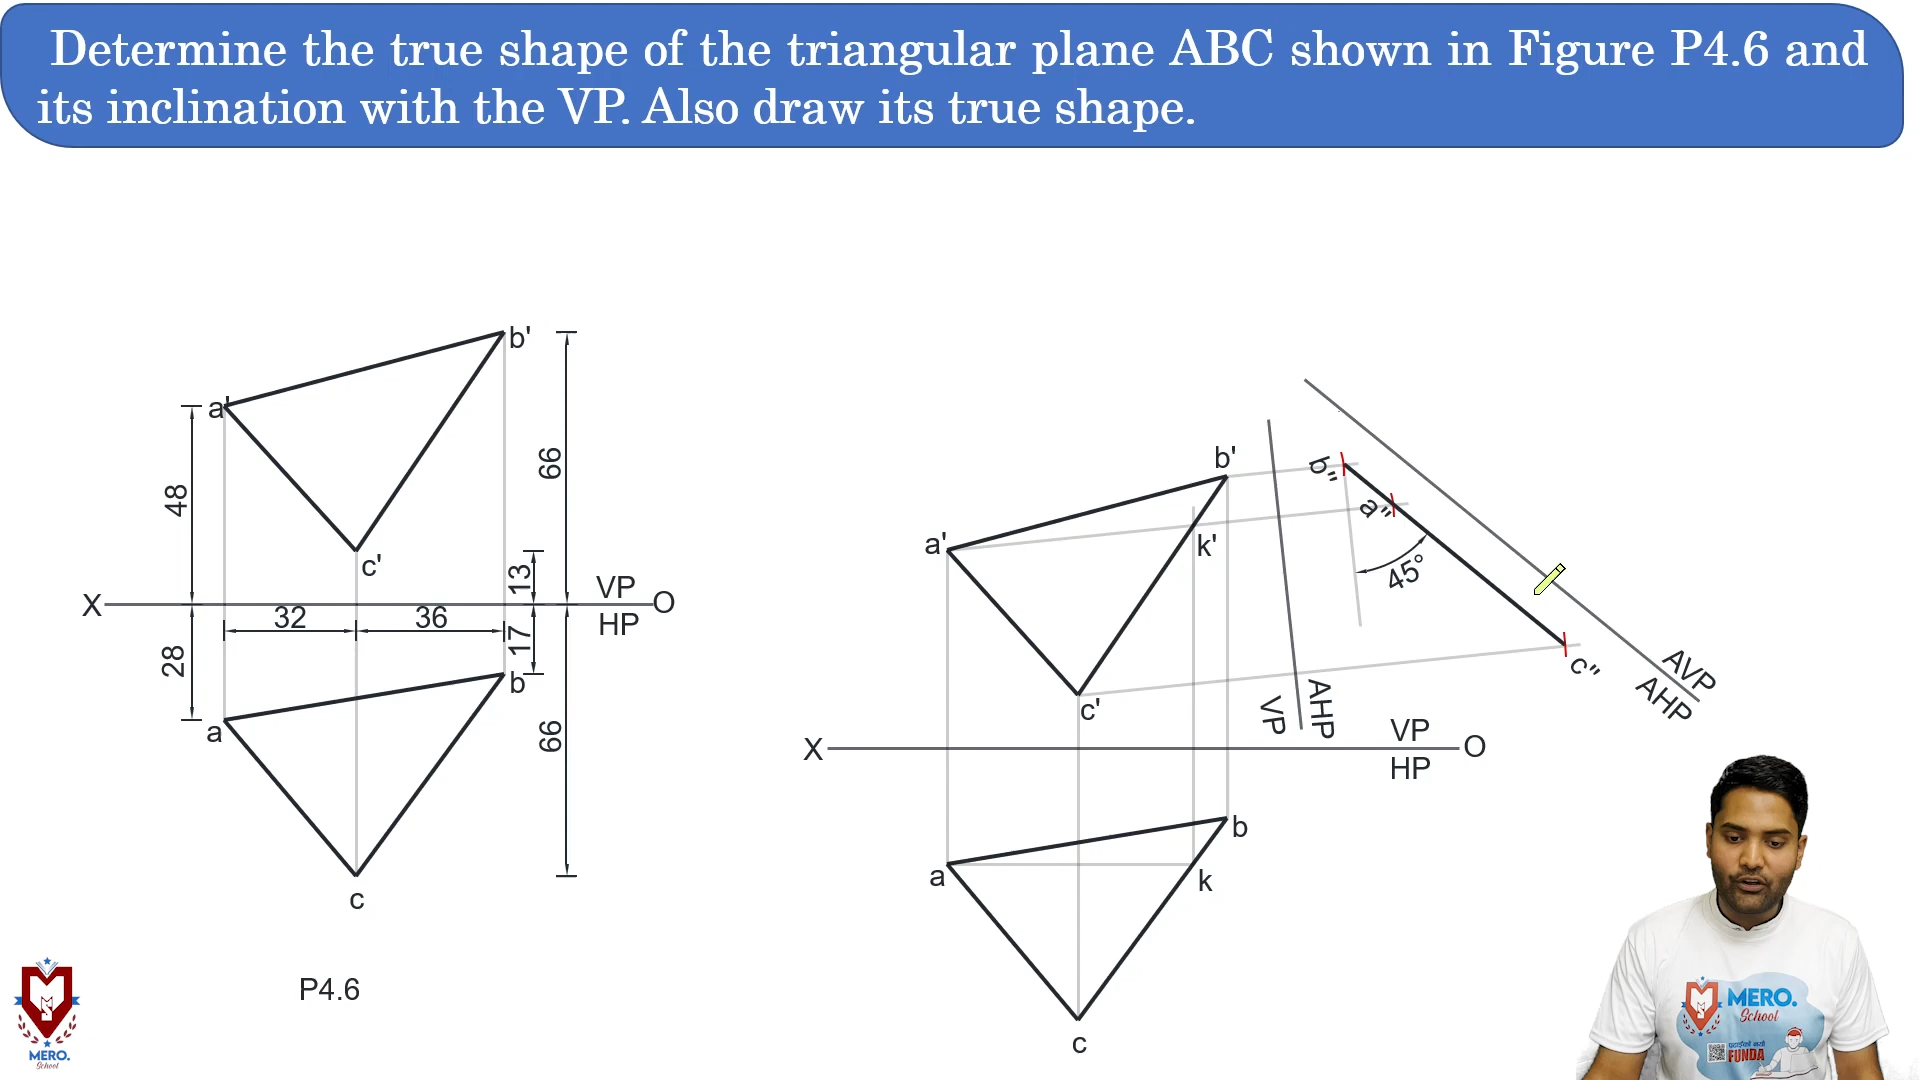 Determine the true shape of the triangular plane ABC shown in Figure P4.6 and
its inclination with the VP. Also draw its true shape.
b'
a'
c'
66
48
13
X
VP
O
HP
32
36
17
28
b
a
66
c
P4.6
b'
b"
a"
a'
k'
45°
c'
c"
VP
AHP
AVP
AHP
X
VP
O
HP
b
a
k
c
MERO.
School
MERO.
School
FUNDA